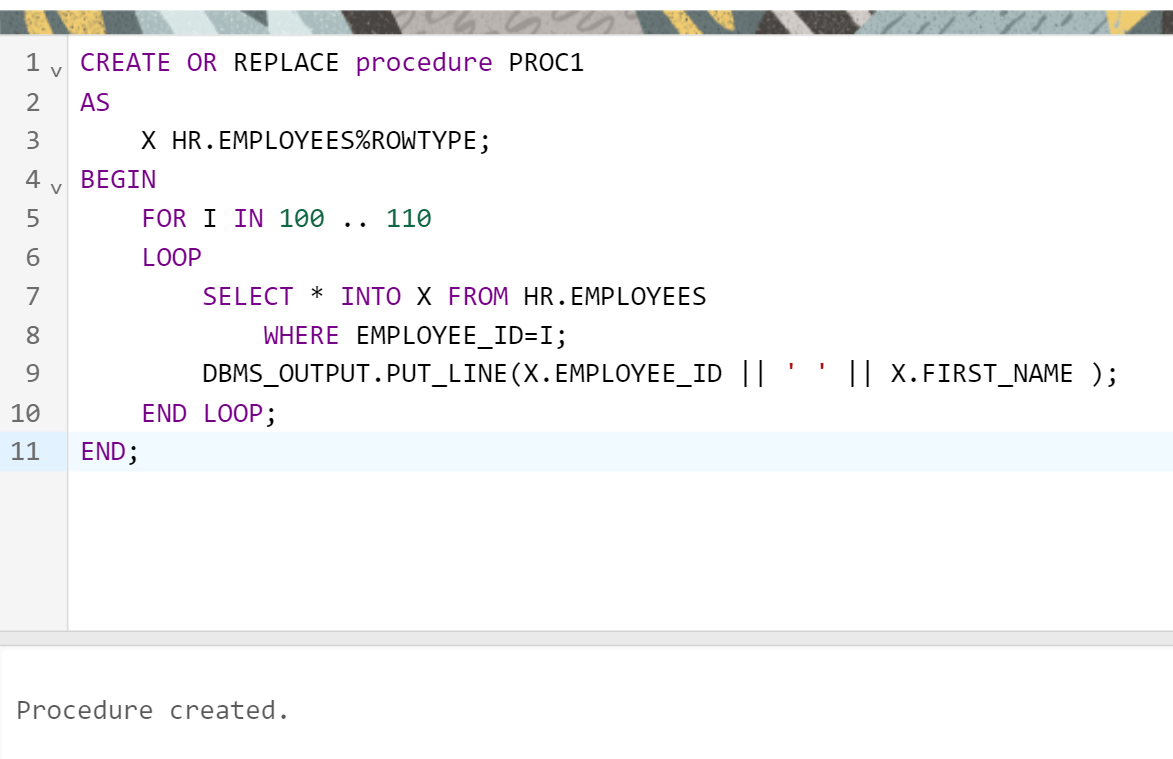 1 v CREATE OR REPLACE procedure PROC1
2 AS
3     X HR.EMPLOYEES%ROWTYPE;
4 v BEGIN
5     FOR I IN 100 .. 110
6     LOOP
7         SELECT * INTO X FROM HR.EMPLOYEES
8             WHERE EMPLOYEE_ID=I;
9         DBMS_OUTPUT.PUT_LINE(X.EMPLOYEE_ID || ' ' || X.FIRST_NAME );
10     END LOOP;
11 END;
Procedure created.